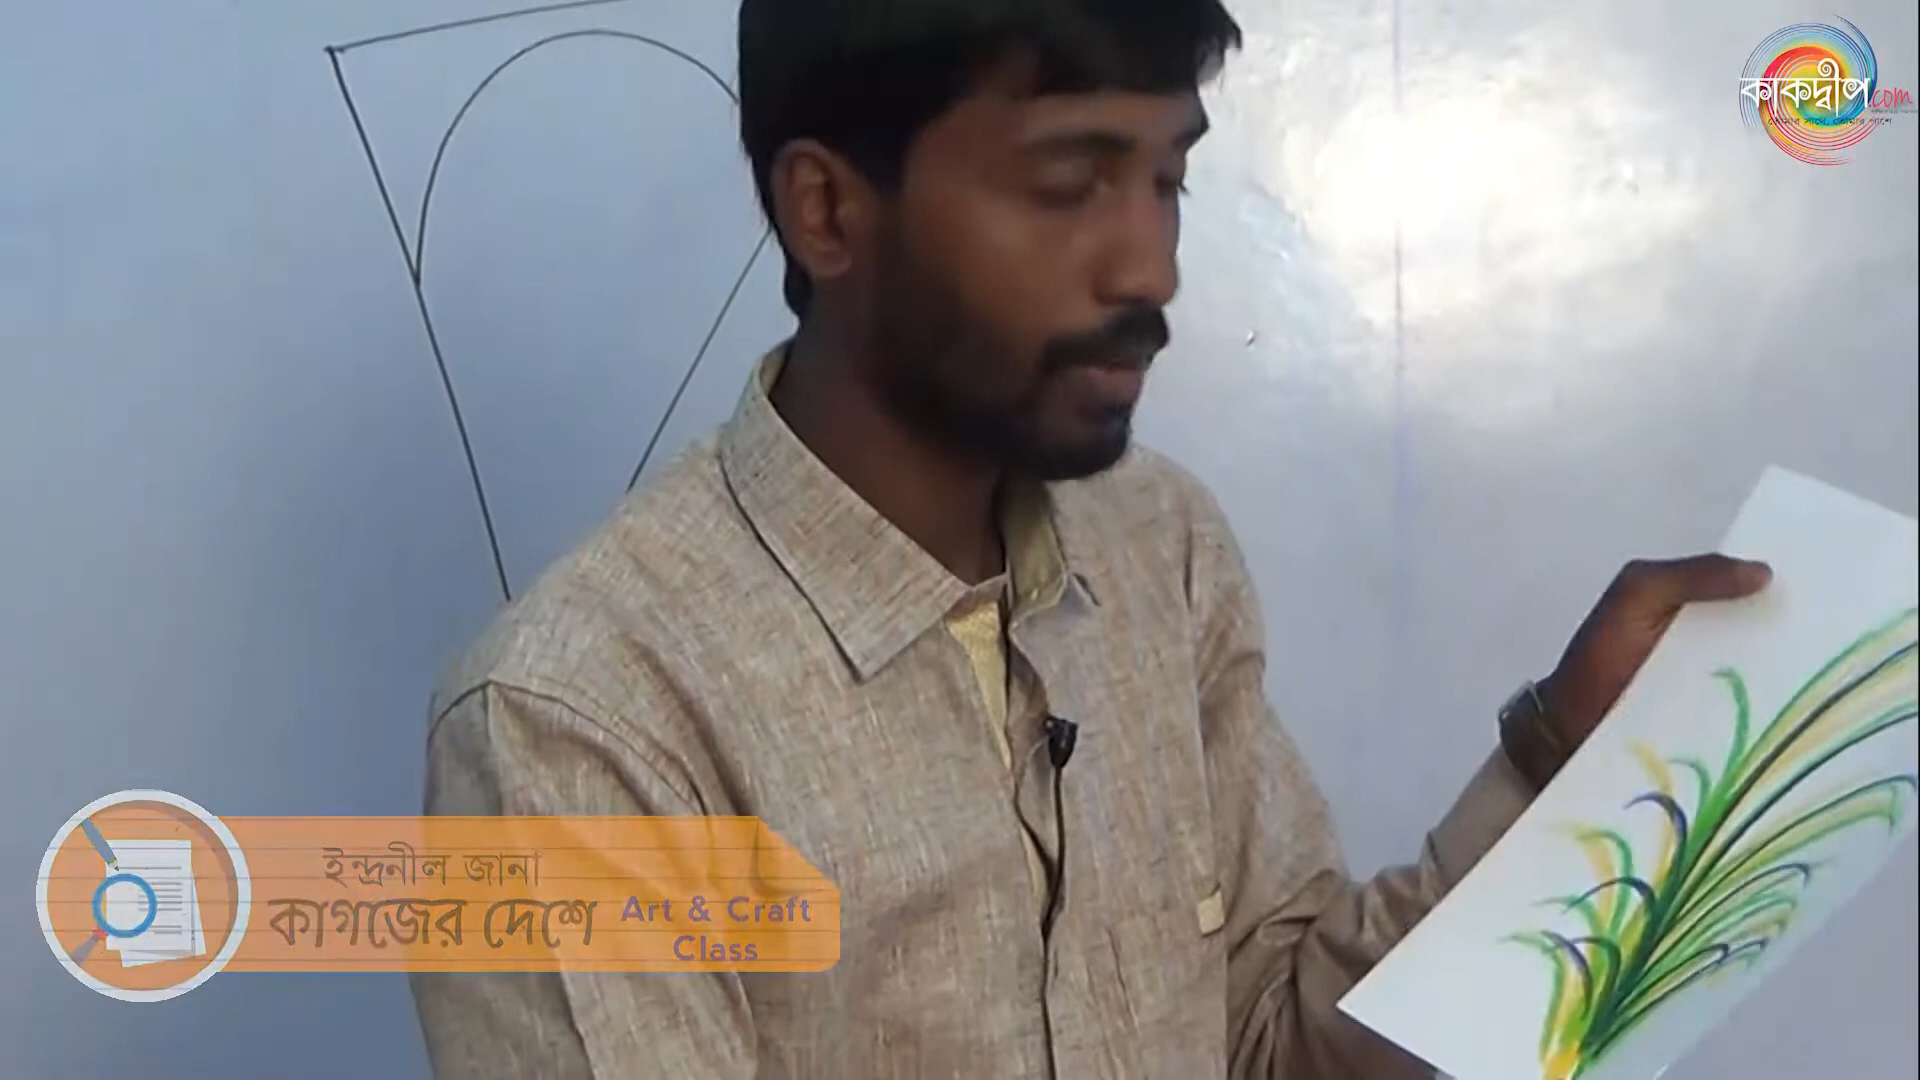 কাকদ্বীপ.com
ইন্দ্রনীল জানা
কাগজের দেশে
Art & Craft
Class